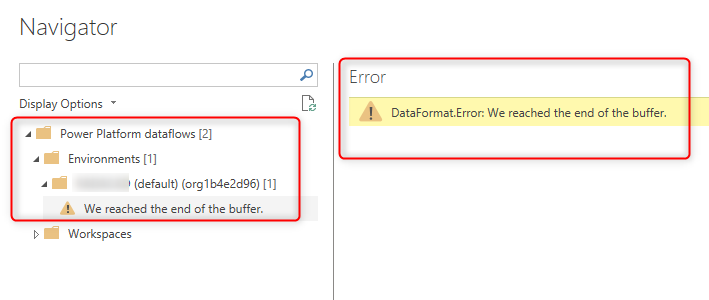 Navigator
Display Options
Power Platform dataflows [2]
Environments [1]
(default) (org1b4e2d96) [1]
We reached the end of the buffer.
Workspaces
Error
DataFormat.Error: We reached the end of the buffer.